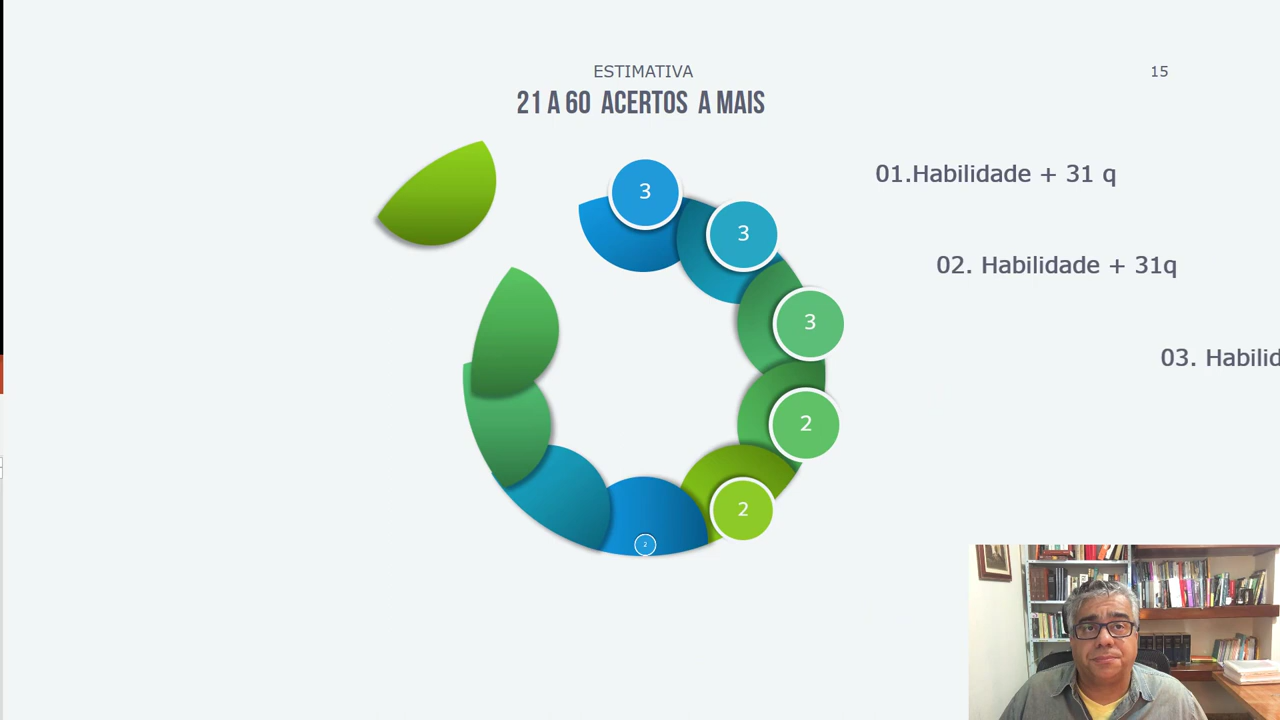 ESTIMATIVA
15
21 A 60 ACERTOS A MAIS
3
01.Habilidade + 31 q
3
02. Habilidade + 31q
3
03. Habilid
2
2
2